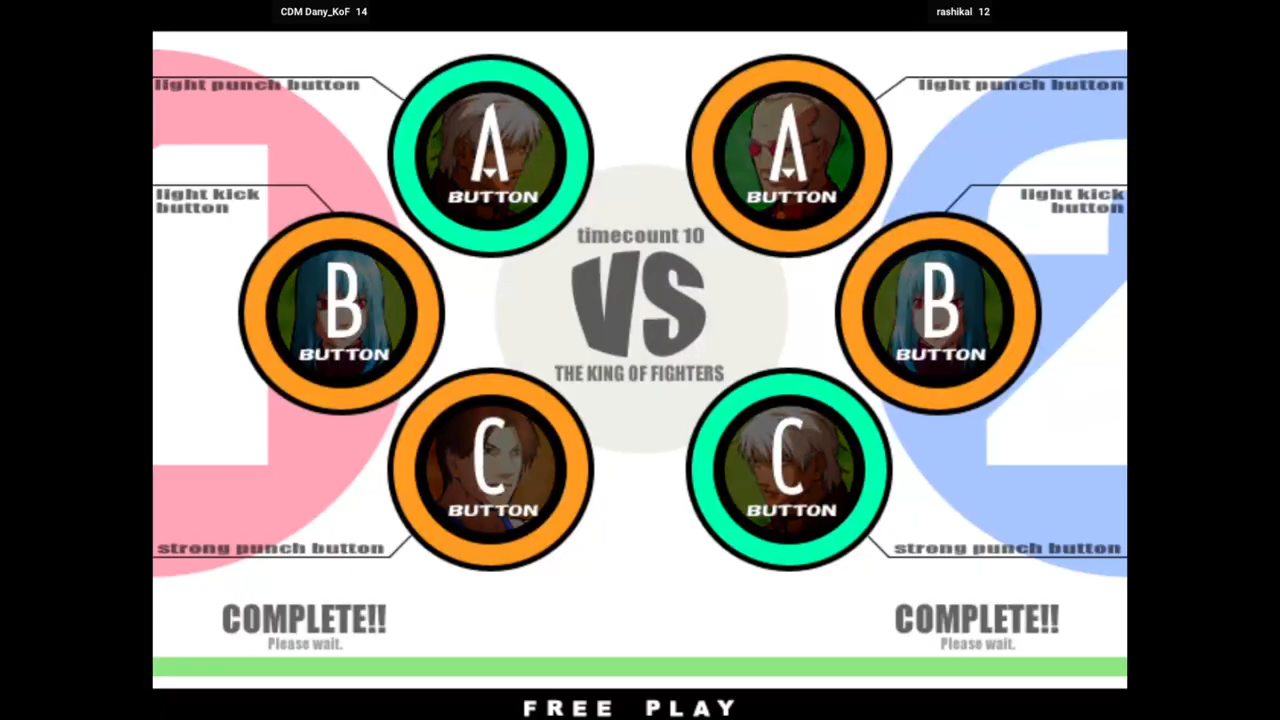 CDM Dany_KoF 14
rashikal 12
light punch button
light punch button
A
BUTTON
A
BUTTON
light kick
button
light kick
button
timecount 10
VS
THE KING OF FIGHTERS
1
2
B
BUTTON
B
BUTTON
C
BUTTON
C
BUTTON
strong punch button
strong punch button
COMPLETE!!
Please wait.
COMPLETE!!
Please wait.
FREE PLAY